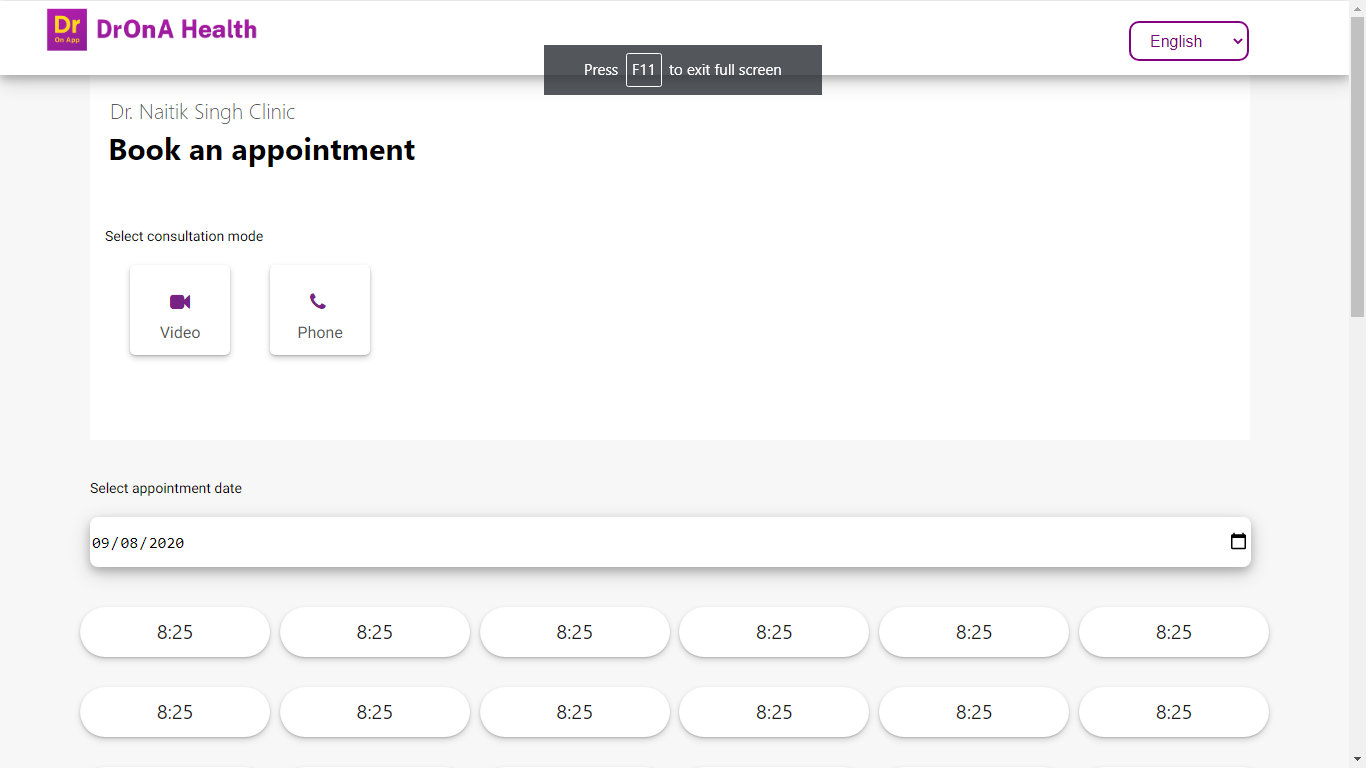 Dr
On App
DrOnA Health
English
Press F11 to exit full screen
Dr. Naitik Singh Clinic
Book an appointment
Select consultation mode
Video Phone
Select appointment date
09/08/2020
8:25 8:25 8:25 8:25 8:25 8:25
8:25 8:25 8:25 8:25 8:25 8:25